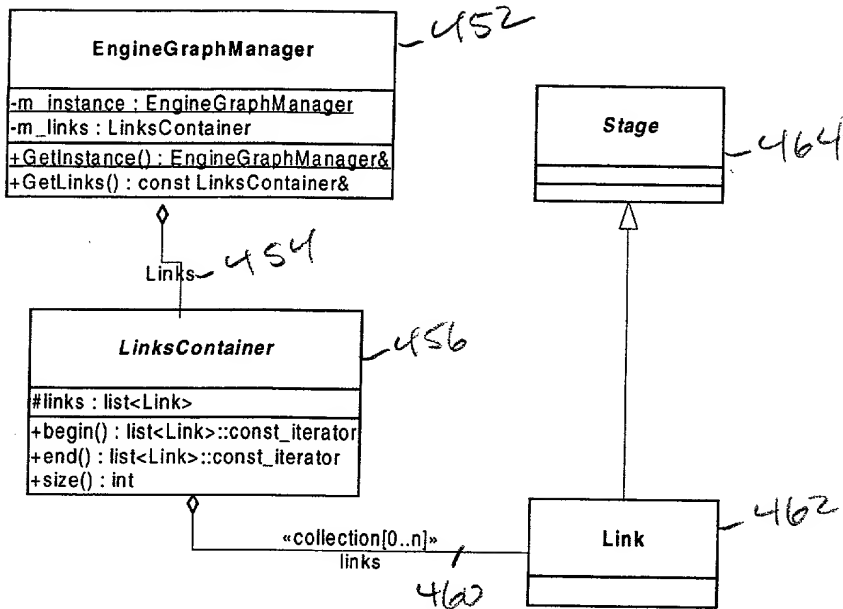 EngineGraphManager
452
-m_instance : EngineGraphManager
-m_links : LinksContainer
+GetInstance() : EngineGraphManager&
+GetLinks() : const LinksContainer&
Stage
464
Links
454
LinksContainer
456
#links : list<Link>
+begin() : list<Link>::const_iterator
+end() : list<Link>::const_iterator
+size() : int
«collection[0..n]»
links
460
Link
462